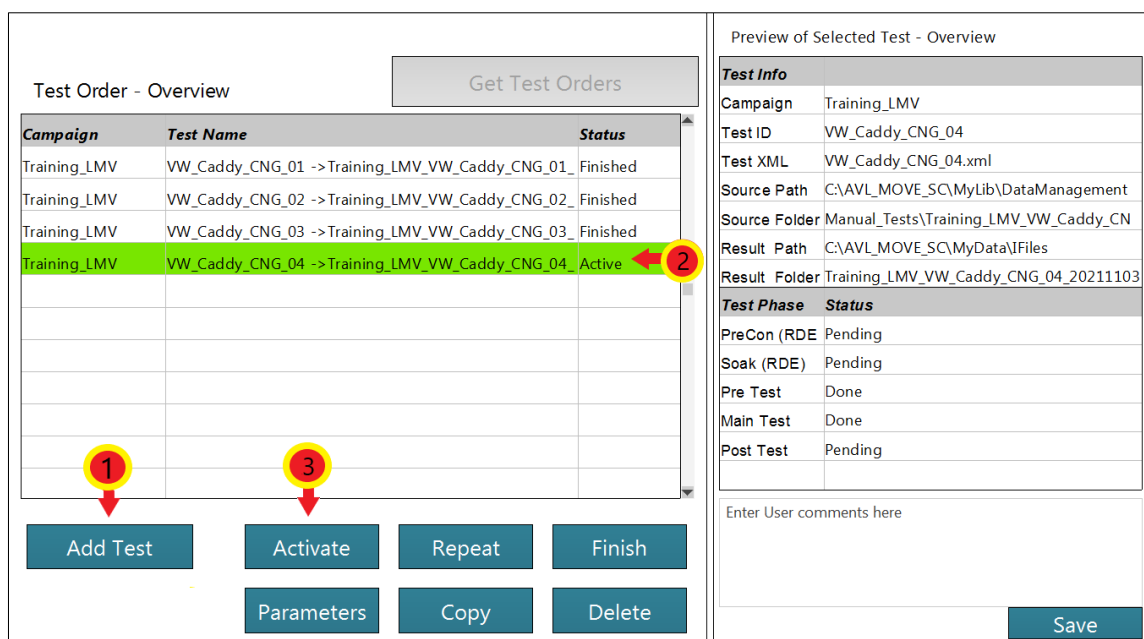 Test Order - Overview
Get Test Orders
Campaign Test Name Status
Training_LMV VW_Caddy_CNG_01 ->Training_LMV_VW_Caddy_CNG_01_ Finished
Training_LMV VW_Caddy_CNG_02 ->Training_LMV_VW_Caddy_CNG_02_ Finished
Training_LMV VW_Caddy_CNG_03 ->Training_LMV_VW_Caddy_CNG_03_ Finished
Training_LMV VW_Caddy_CNG_04 ->Training_LMV_VW_Caddy_CNG_04_ Active
2
1
3
Add Test Activate Repeat Finish
Parameters Copy Delete
Preview of Selected Test - Overview
Test Info
Campaign Training_LMV
Test ID VW_Caddy_CNG_04
Test XML VW_Caddy_CNG_04.xml
Source Path C:\AVL_MOVE_SC\MyLib\DataManagement
Source Folder Manual_Tests\Training_LMV_VW_Caddy_CN
Result Path C:\AVL_MOVE_SC\MyData\IFiles
Result Folder Training_LMV_VW_Caddy_CNG_04_20211103
Test Phase Status
PreCon (RDE Pending
Soak (RDE) Pending
Pre Test Done
Main Test Done
Post Test Pending
Enter User comments here
Save